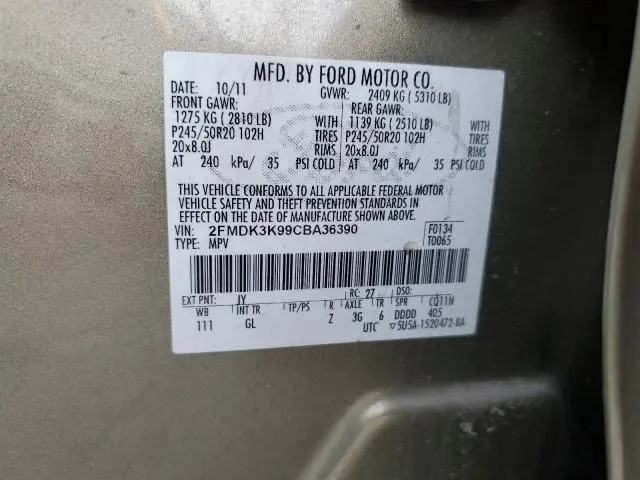 MFD. BY FORD MOTOR CO.
DATE: 10/11 GVWR: 2409 KG ( 5310 LB)
FRONT GAWR: REAR GAWR:
1275 KG ( 2810 LB) 1139 KG ( 2510 LB) WITH
P245/50R20 102H WITH TIRES P245/50R20 102H TIRES
20x8.0J RIMS 20x8.0J RIMS
AT 240 kPa/ 35 PSI COLD AT 240 kPa/ 35 PSI COLD
THIS VEHICLE CONFORMS TO ALL APPLICABLE FEDERAL MOTOR
VEHICLE SAFETY AND THEFT PREVENTION STANDARDS IN
EFFECT ON THE DATE OF MANUFACTURE SHOWN ABOVE.
VIN: 2FMDK3K99CBA36390 F0134
TYPE: MPV T0065
EXT PNT: JY RC: 27 DSO:
WB INT TR TP/PS R AXLE TR SPR CQ11N
111 GL Z 3G 6 DDDD 405
UTC ▽5U5A-1520472-BA